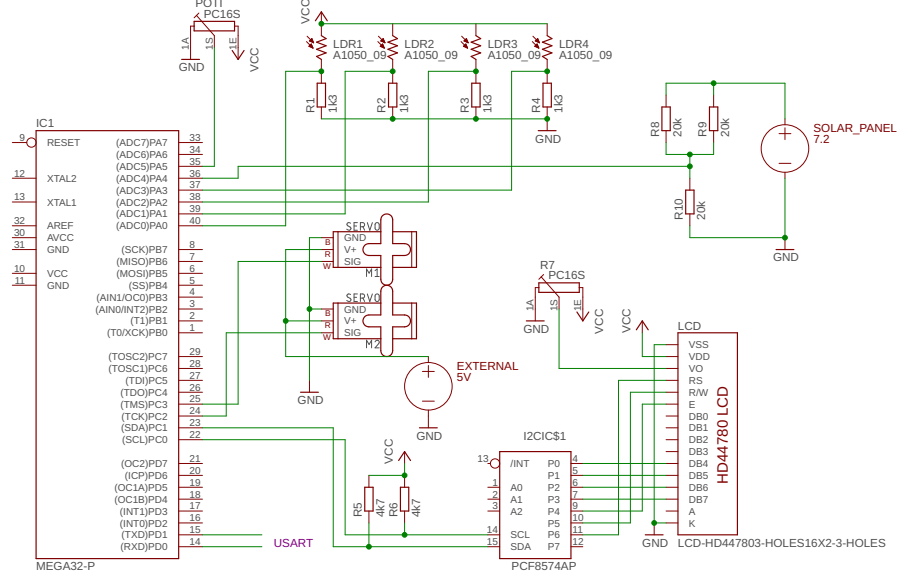 POT1
PC16S
1A
1S
1E
GND
VCC
VCC
LDR1
A1050_09
LDR2
A1050_09
LDR3
A1050_09
LDR4
A1050_09
R1
1k3
R2
1k3
R3
1k3
R4
1k3
GND
R8
20k
R9
20k
R10
20k
SOLAR_PANEL
7.2
GND
IC1
9 RESET
12 XTAL2
13 XTAL1
32 AREF
30 AVCC
31 GND
10 VCC
11 GND
(ADC7)PA7 33
(ADC6)PA6 34
(ADC5)PA5 35
(ADC4)PA4 36
(ADC3)PA3 37
(ADC2)PA2 38
(ADC1)PA1 39
(ADC0)PA0 40
(SCK)PB7 8
(MISO)PB6 7
(MOSI)PB5 6
(SS)PB4 5
(AIN1/OC0)PB3 4
(AIN0/INT2)PB2 3
(T1)PB1 2
(T0/XCK)PB0 1
(TOSC2)PC7 29
(TOSC1)PC6 28
(TDI)PC5 27
(TDO)PC4 26
(TMS)PC3 25
(TCK)PC2 24
(SDA)PC1 23
(SCL)PC0 22
(OC2)PD7 21
(ICP)PD6 20
(OC1A)PD5 19
(OC1B)PD4 18
(INT1)PD3 17
(INT0)PD2 16
(TXD)PD1 15
(RXD)PD0 14
MEGA32-P
USART
SERVO
B GND
R V+
W SIG
M1
SERVO
B GND
R V+
W SIG
M2
GND
EXTERNAL
5V
GND
VCC
R5
4k7
R6
4k7
R7
PC16S
1A
1S
1E
GND
VCC
I2CIC$1
13 /INT
1 A0
2 A1
3 A2
14 SCL
15 SDA
P0 4
P1 5
P2 6
P3 7
P4 9
P5 10
P6 11
P7 12
PCF8574AP
VCC
LCD
VSS
VDD
VO
RS
R/W
E
DB0
DB1
DB2
DB3
DB4
DB5
DB6
DB7
A
K
HD44780 LCD
GND
LCD-HD447803-HOLES16X2-3-HOLES